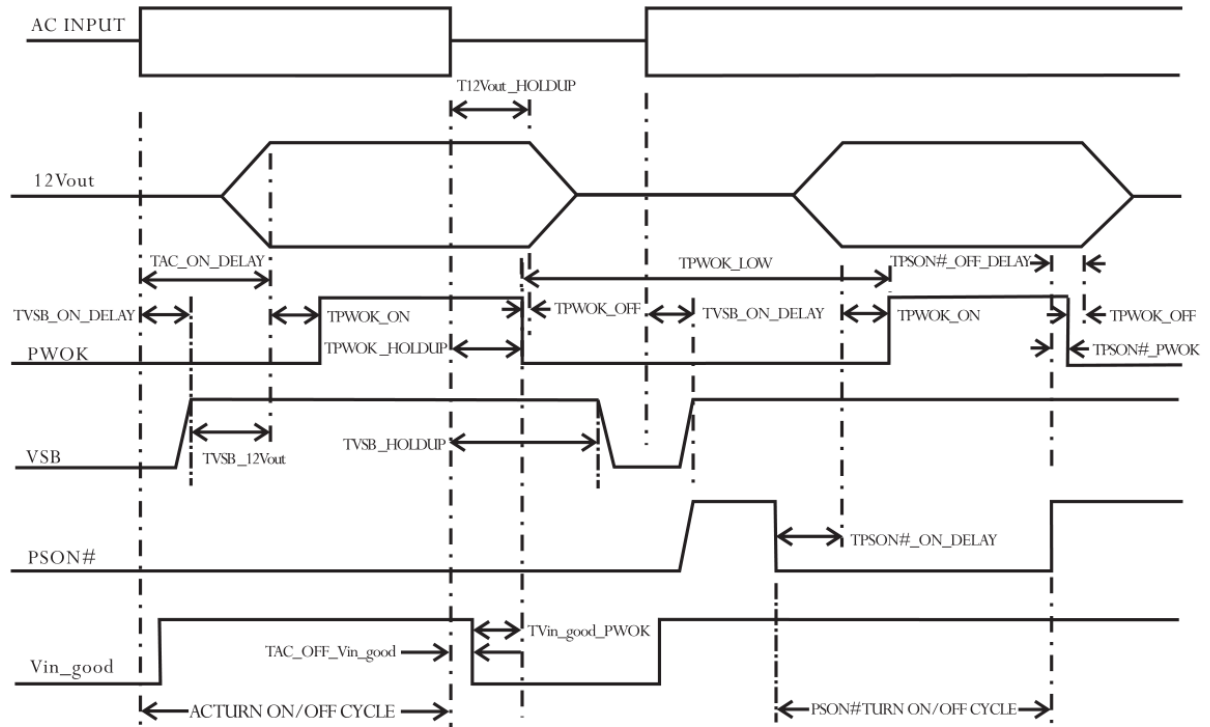 AC INPUT
T12Vout_HOLDUP
12Vout
TAC_ON_DELAY
TPWOK_LOW
TPSON#_OFF_DELAY
TVSB_ON_DELAY
TPWOK_ON
TPWOK_OFF
TVSB_ON_DELAY
TPWOK_ON
TPWOK_OFF
PWOK
TPWOK_HOLDUP
TPSON#_PWOK
VSB
TVSB_12Vout
TVSB_HOLDUP
PSON#
TPSON#_ON_DELAY
TVin_good_PWOK
Vin_good
TAC_OFF_Vin_good
ACTURN ON/OFF CYCLE
PSON#TURN ON/OFF CYCLE